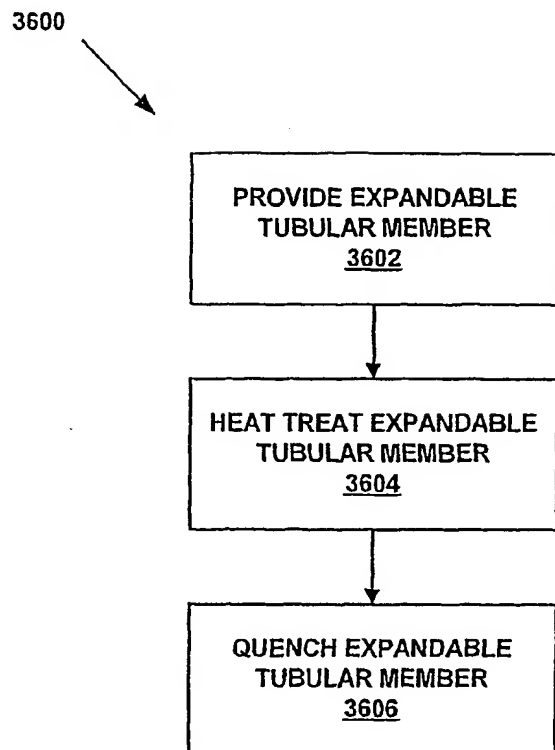 3600
PROVIDE EXPANDABLE
TUBULAR MEMBER
3602
HEAT TREAT EXPANDABLE
TUBULAR MEMBER
3604
QUENCH EXPANDABLE
TUBULAR MEMBER
3606